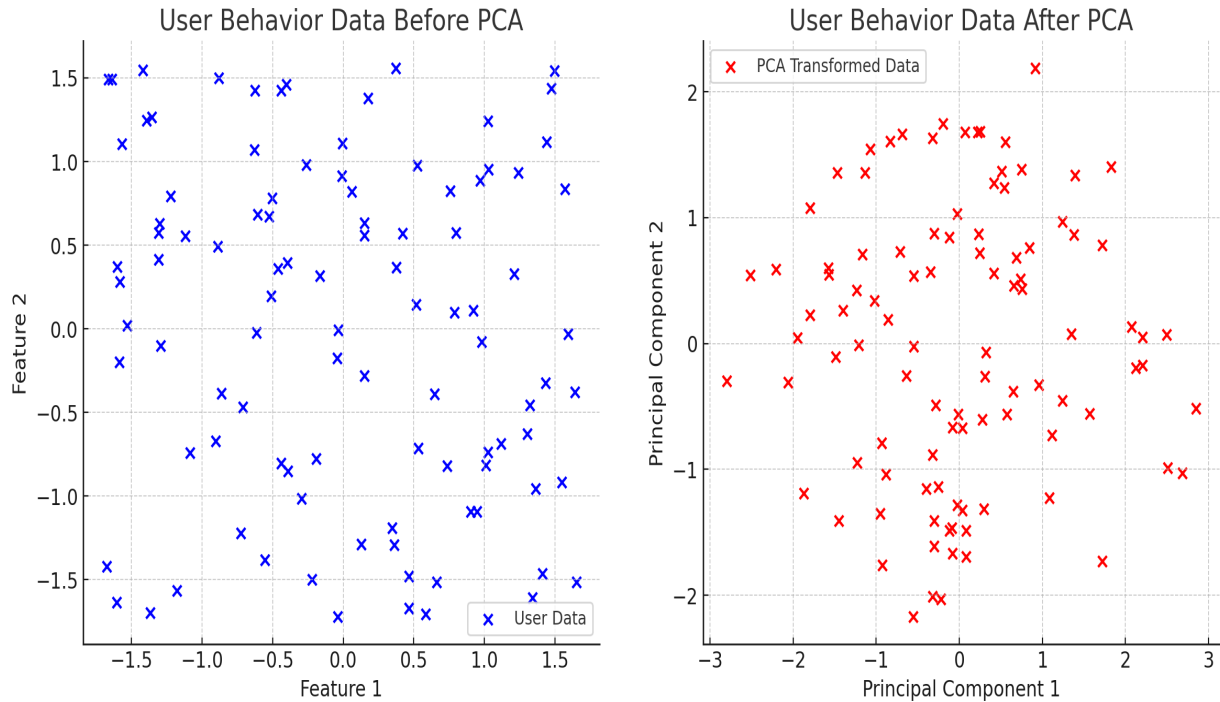 User Behavior Data Before PCA
1.5
1.0
0.5
0.0
−0.5
−1.0
−1.5
Feature 2
User Data
−1.5 −1.0 −0.5 0.0 0.5 1.0 1.5
Feature 1
User Behavior Data After PCA
PCA Transformed Data
2
1
0
−1
−2
Principal Component 2
−3 −2 −1 0 1 2 3
Principal Component 1